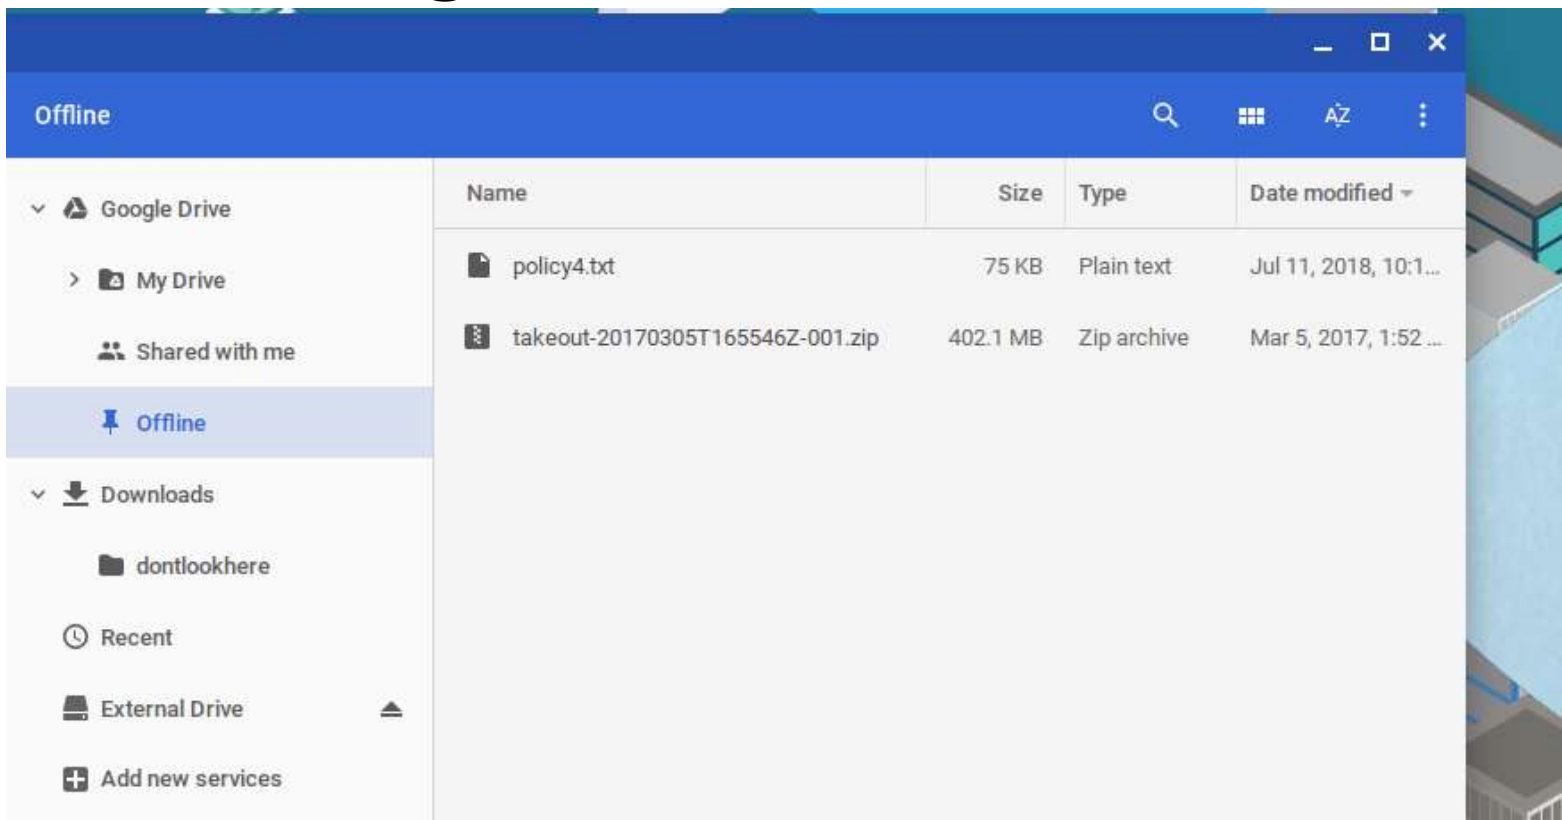 Offline
Google Drive
My Drive
Shared with me
Offline
Downloads
dontlookhere
Recent
External Drive
Add new services
Name Size Type Date modified
policy4.txt 75 KB Plain text Jul 11, 2018, 10:1...
takeout-20170305T165546Z-001.zip 402.1 MB Zip archive Mar 5, 2017, 1:52 ...